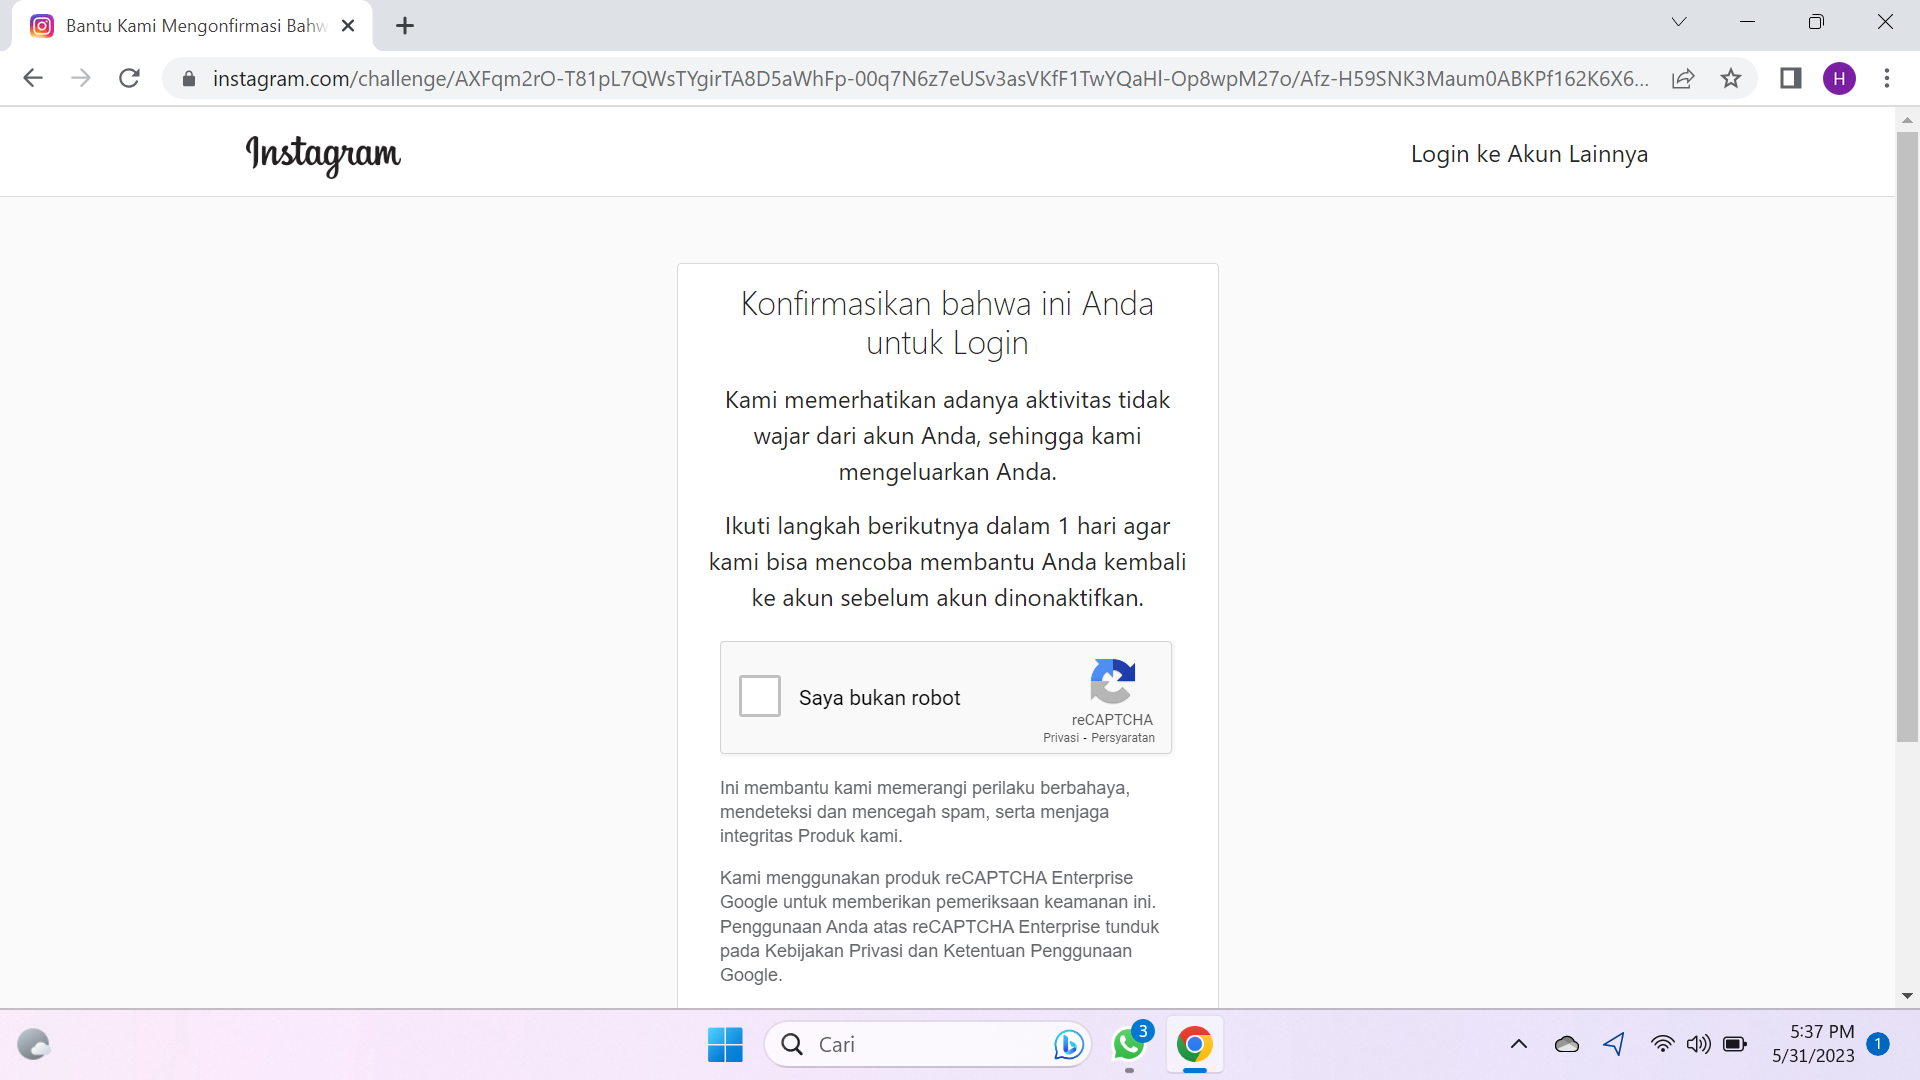 Bantu Kami Mengonfirmasi Bahw
instagram.com/challenge/AXFqm2rO-T81pL7QWsTYgirTA8D5aWhFp-00q7N6z7eUSv3asVKfF1TwYQaHl-Op8wpM27o/Afz-H59SNK3Maum0ABKPf162K6X6...
H
Instagram
Login ke Akun Lainnya
Konfirmasikan bahwa ini Anda
untuk Login
Kami memerhatikan adanya aktivitas tidak
wajar dari akun Anda, sehingga kami
mengeluarkan Anda.
Ikuti langkah berikutnya dalam 1 hari agar
kami bisa mencoba membantu Anda kembali
ke akun sebelum akun dinonaktifkan.
Saya bukan robot
reCAPTCHA
Privasi - Persyaratan
Ini membantu kami memerangi perilaku berbahaya,
mendeteksi dan mencegah spam, serta menjaga
integritas Produk kami.
Kami menggunakan produk reCAPTCHA Enterprise
Google untuk memberikan pemeriksaan keamanan ini.
Penggunaan Anda atas reCAPTCHA Enterprise tunduk
pada Kebijakan Privasi dan Ketentuan Penggunaan
Google.
Cari
3
5:37 PM
5/31/2023
1